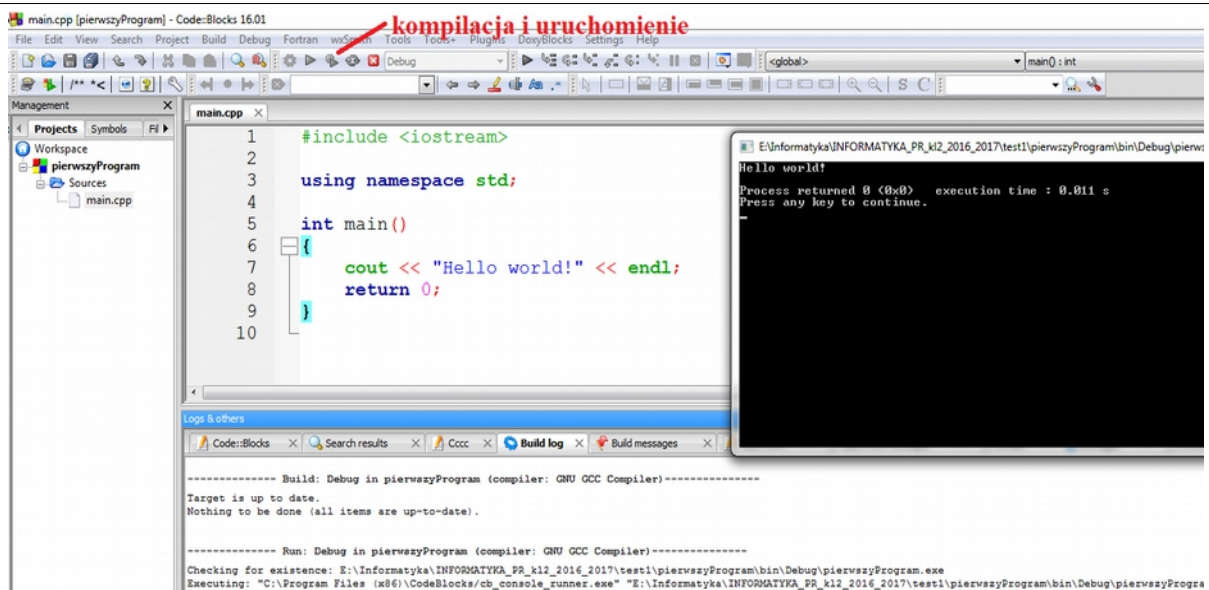 main.cpp [pierwszyProgram] - Code::Blocks 16.01
kompilacja i uruchomienie
File Edit View Search Project Build Debug Fortran wxSmith Tools Tools+ Plugins DoxyBlocks Settings Help
Debug
<global>
main() : int
/** *<
S C
Management
Projects Symbols Fil
Workspace
pierwszyProgram
Sources
main.cpp
main.cpp
1 #include <iostream>
2
3 using namespace std;
4
5 int main()
6 {
7 cout << "Hello world!" << endl;
8 return 0;
9 }
10
E:\Informatyka\INFORMATYKA_PR_kl2_2016_2017\test1\pierwszyProgram\bin\Debug\pierws
Hello world!
Process returned 0 (0x0) execution time : 0.011 s
Press any key to continue.
Logs & others
Code::Blocks Search results Cccc Build log Build messages
-------------- Build: Debug in pierwszyProgram (compiler: GNU GCC Compiler)---------------
Target is up to date.
Nothing to be done (all items are up-to-date).
-------------- Run: Debug in pierwszyProgram (compiler: GNU GCC Compiler)---------------
Checking for existence: E:\Informatyka\INFORMATYKA_PR_kl2_2016_2017\test1\pierwszyProgram\bin\Debug\pierwszyProgram.exe
Executing: "C:\Program Files (x86)\CodeBlocks/cb_console_runner.exe" "E:\Informatyka\INFORMATYKA_PR_kl2_2016_2017\test1\pierwszyProgram\bin\Debug\pierwszyProgra